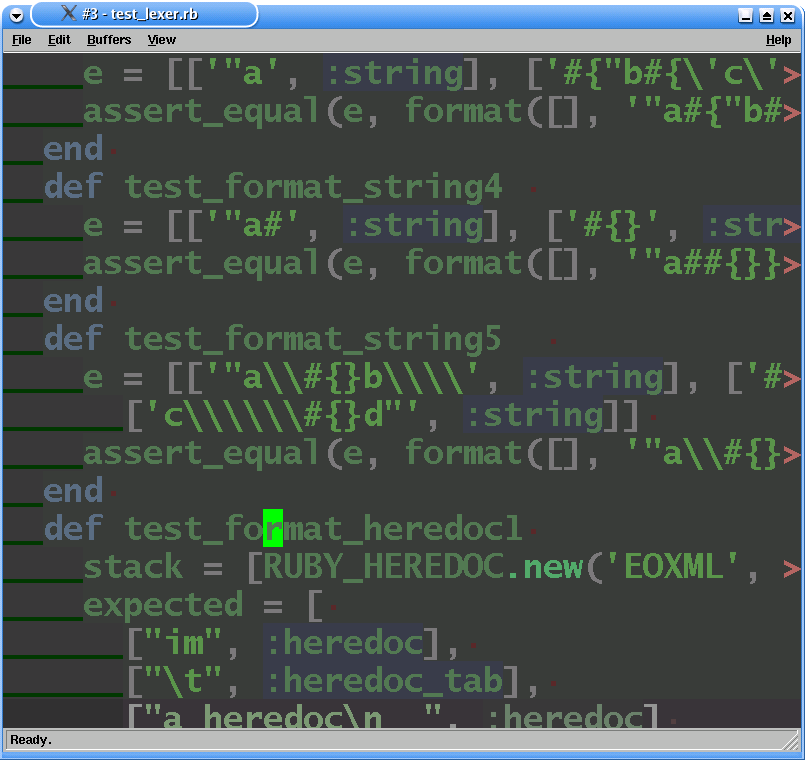 #3 - test_lexer.rb
File Edit Buffers View Help
e = [['"a', :string], ['#{"b#{\'c\'>
assert_equal(e, format([], '"a#{"b#>
end
def test_format_string4
e = [['"a#', :string], ['#{}', :str>
assert_equal(e, format([], '"a##{}}>
end
def test_format_string5
e = [['"a\\#{}b\\\\', :string], ['#>
['c\\\\\\#{}d"', :string]]
assert_equal(e, format([], '"a\\#{}>
end
def test_format_heredoc1
stack = [RUBY_HEREDOC.new('EOXML', >
expected = [
["im", :heredoc],
["\t", :heredoc_tab],
["a heredoc\n  ", :heredoc]
Ready.